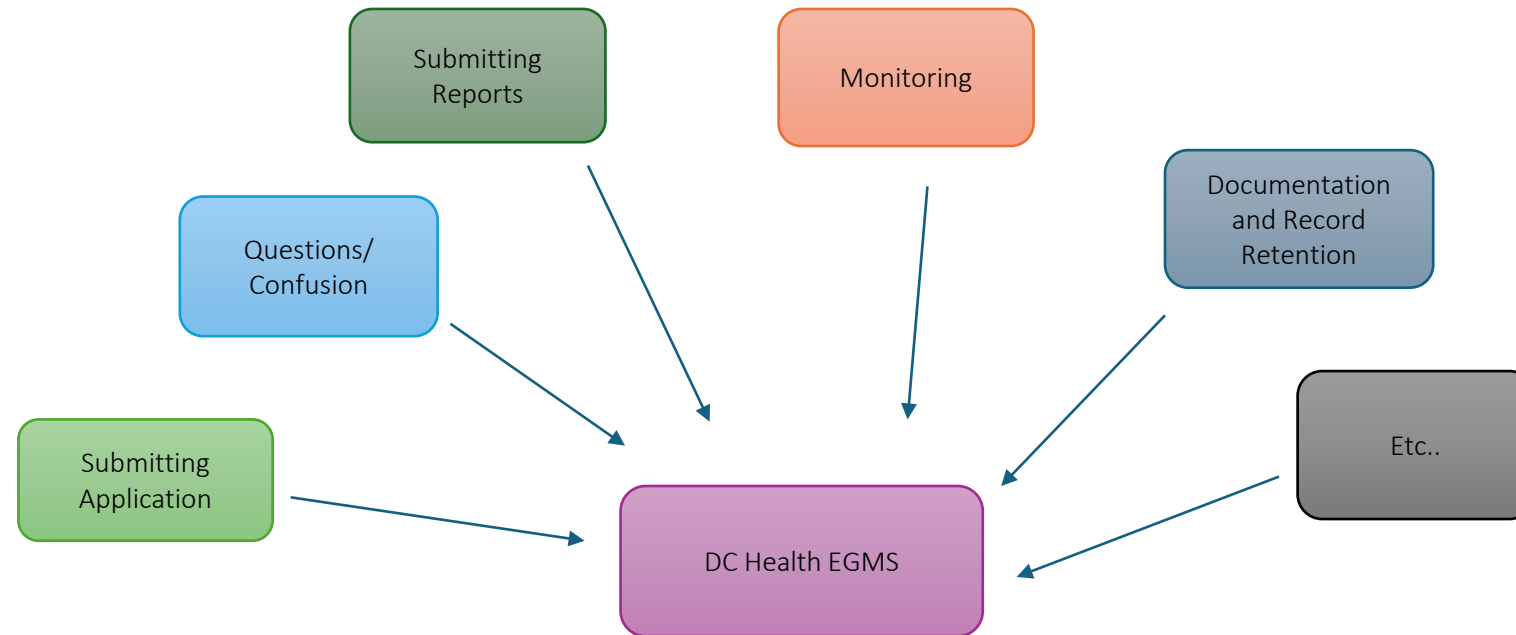 Submitting
Reports
Monitoring
Documentation
and Record
Retention
Questions/
Confusion
Etc..
Submitting
Application
DC Health EGMS